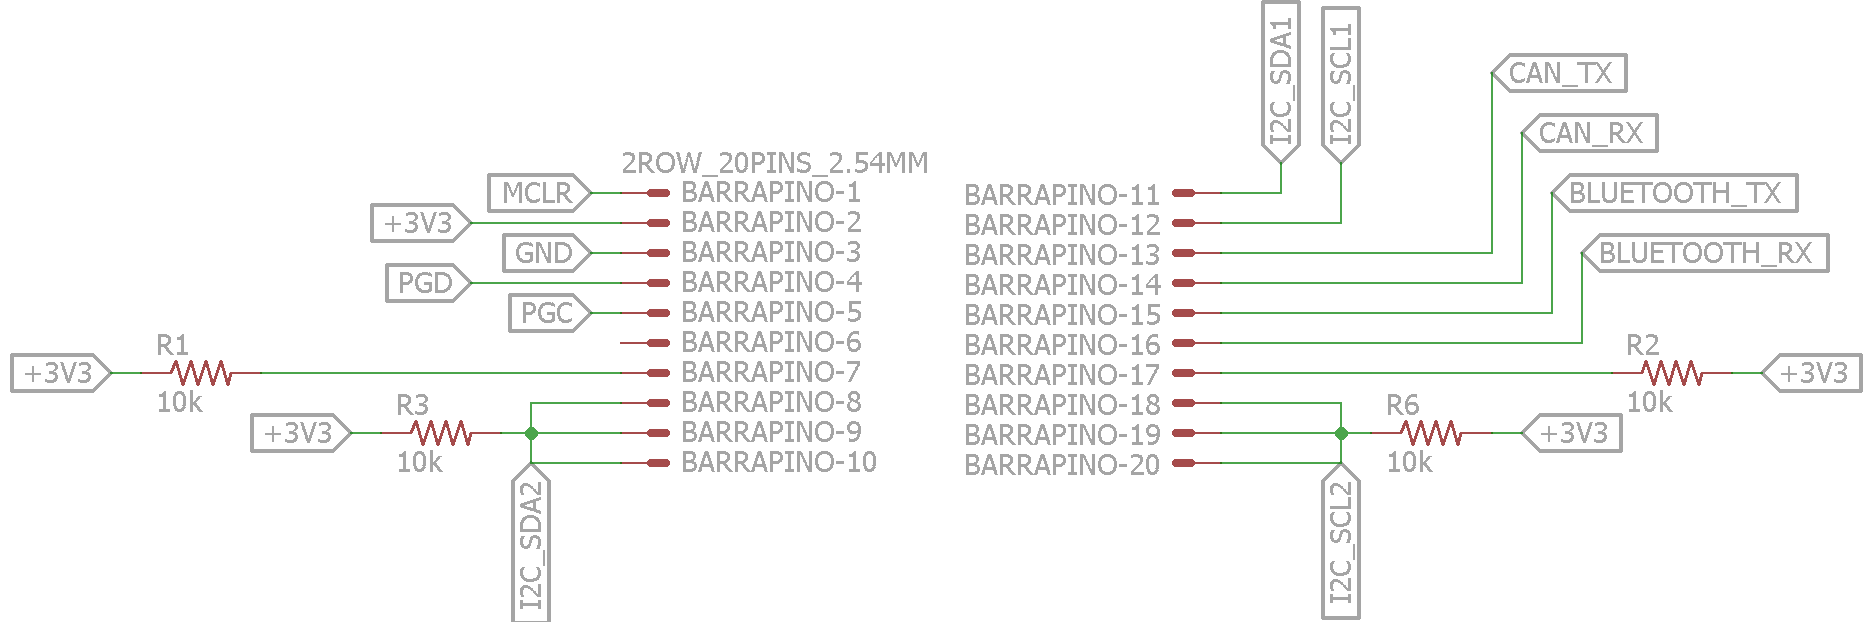 2ROW_20PINS_2.54MM
MCLR
BARRAPINO-1
+3V3
BARRAPINO-2
GND
BARRAPINO-3
PGD
BARRAPINO-4
PGC
BARRAPINO-5
BARRAPINO-6
+3V3
R1
10k
BARRAPINO-7
BARRAPINO-8
+3V3
R3
10k
BARRAPINO-9
BARRAPINO-10
I2C_SDA2
I2C_SDA1
I2C_SCL1
CAN_TX
CAN_RX
BLUETOOTH_TX
BLUETOOTH_RX
BARRAPINO-11
BARRAPINO-12
BARRAPINO-13
BARRAPINO-14
BARRAPINO-15
BARRAPINO-16
BARRAPINO-17
R2
10k
+3V3
BARRAPINO-18
BARRAPINO-19
R6
10k
+3V3
BARRAPINO-20
I2C_SCL2